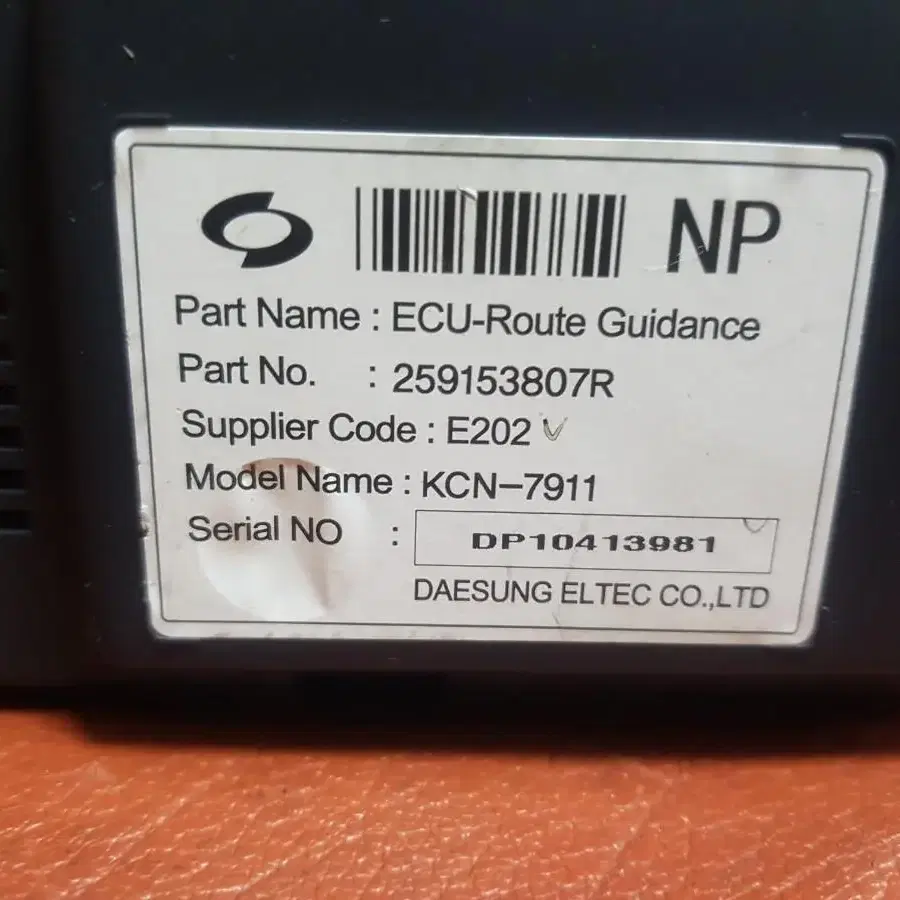 NP
Part Name : ECU-Route Guidance
Part No. : 259153807R
Supplier Code : E202
Model Name : KCN-7911
Serial NO : DP10413981
DAESUNG ELTEC CO.,LTD